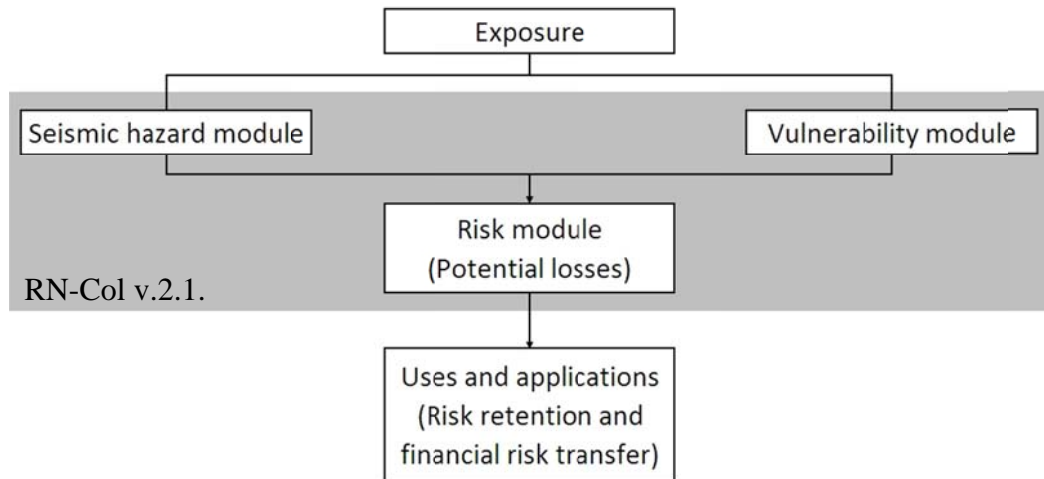 Exposure
Seismic hazard module
Vulnerability module
Risk module
(Potential losses)
RN-Col v.2.1.
Uses and applications
(Risk retention and
financial risk transfer)